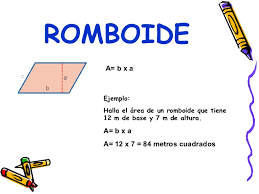 ROMBOIDE
A= b x a
a
b
Ejemplo:
Halla el área de un romboide que tiene
12 m de base y 7 m de altura.
A= b x a
A= 12 x 7 = 84 metros cuadrados